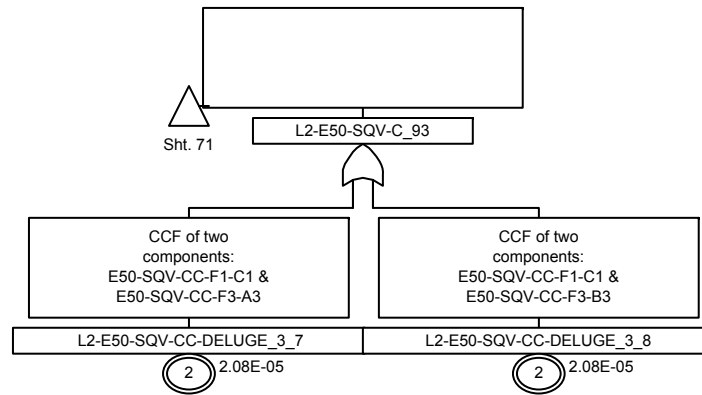 Sht. 71
L2-E50-SQV-C_93
CCF of two
components:
E50-SQV-CC-F1-C1 &
E50-SQV-CC-F3-A3
L2-E50-SQV-CC-DELUGE_3_7
2
2.08E-05
CCF of two
components:
E50-SQV-CC-F1-C1 &
E50-SQV-CC-F3-B3
L2-E50-SQV-CC-DELUGE_3_8
2
2.08E-05